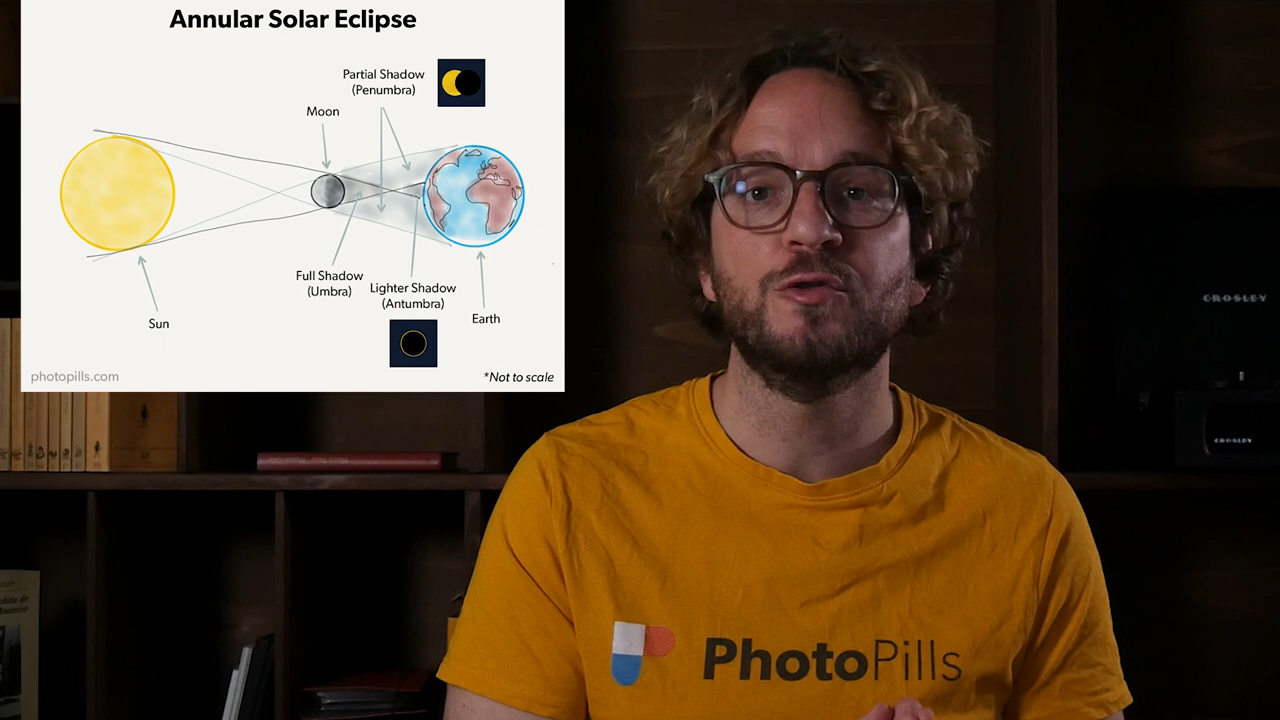 Annular Solar Eclipse
Partial Shadow
(Penumbra)
Moon
Full Shadow
(Umbra)
Lighter Shadow
(Antumbra)
Sun
Earth
photopills.com
*Not to scale
CROSLEY
CROSLEY
PhotoPills